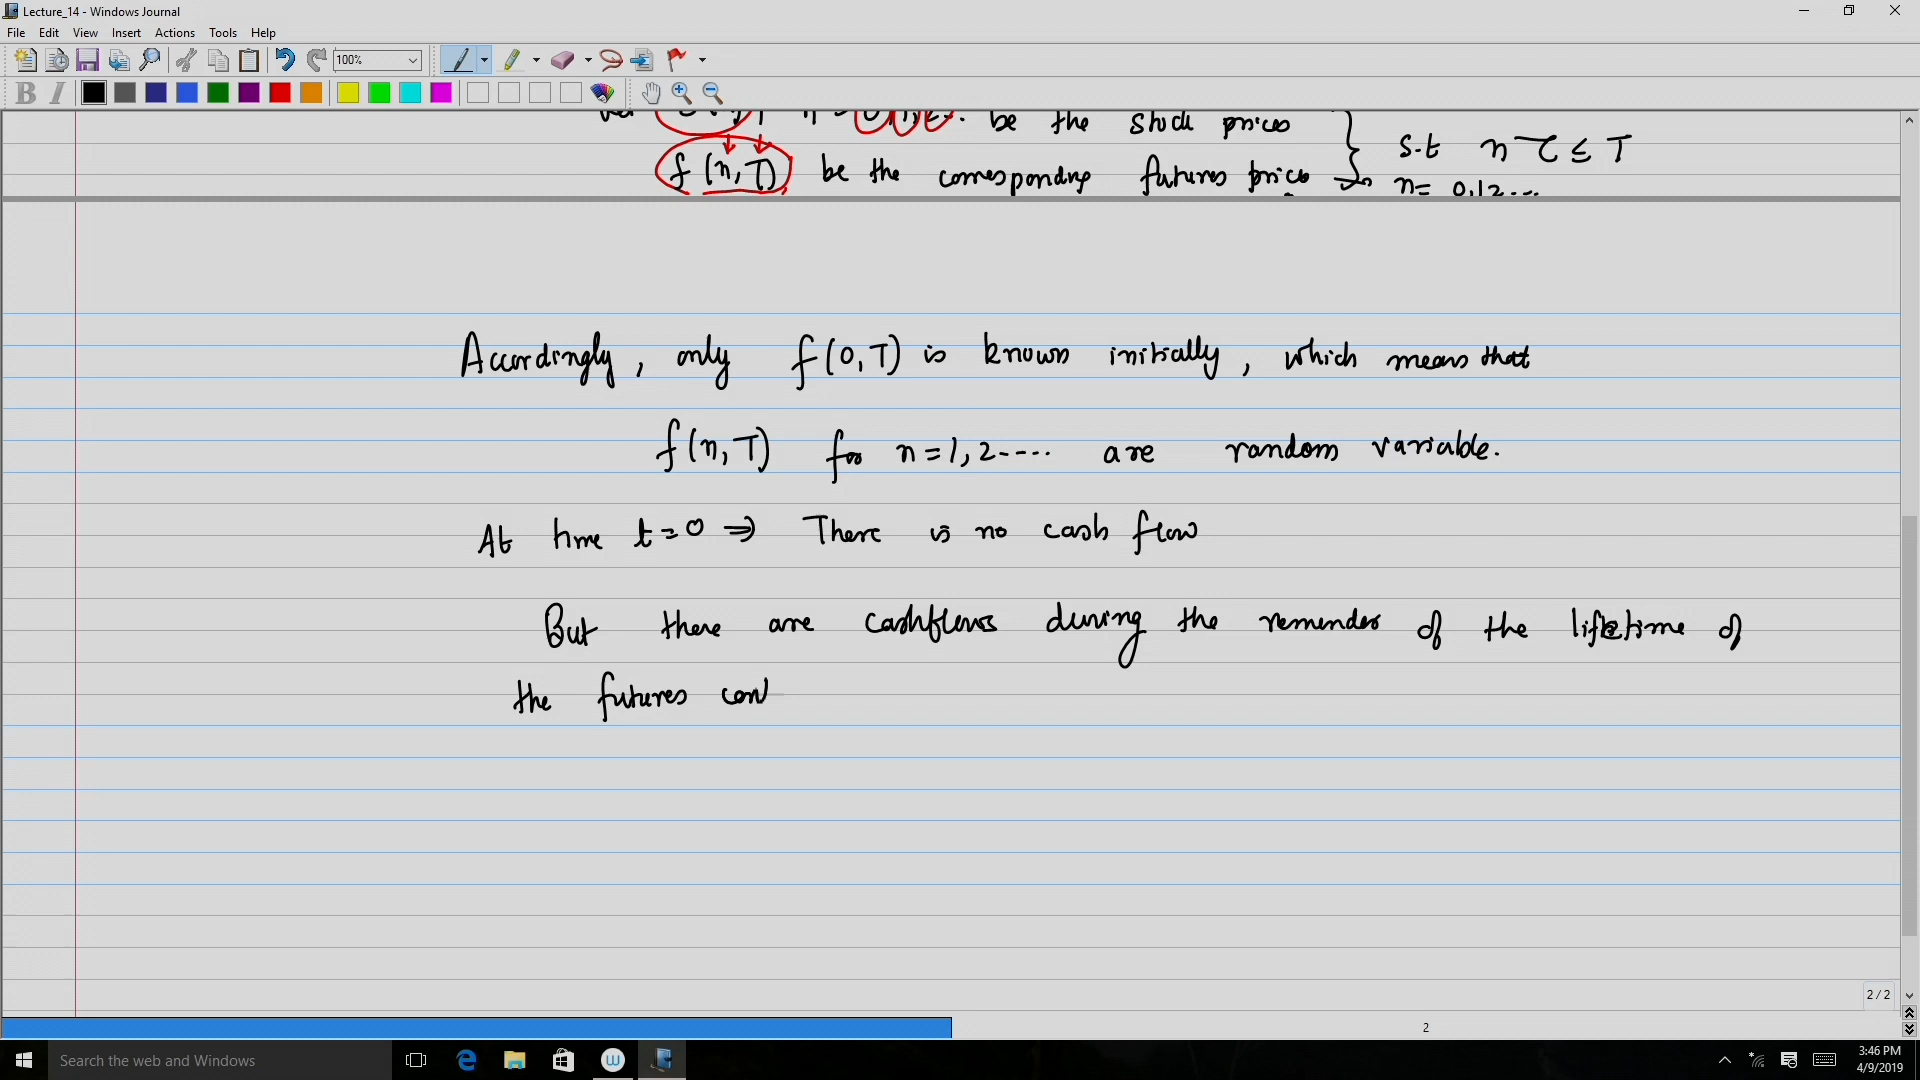 Lecture_14 - Windows Journal
File Edit View Insert Actions Tools Help
100%
be the stock prices
f(n,T) be the corresponding futures price
s.t nτ ≤ T
n= 0,1,2....
Accordingly, only f(0,T) is known initially, which means that
f(n,T) for n=1,2---- are random variable.
At time t=0 ⇒ There is no cash flow
But there are cashflows during the remender of the lifetime of
the futures cont
2 / 2
2
Search the web and Windows
3:46 PM
4/9/2019